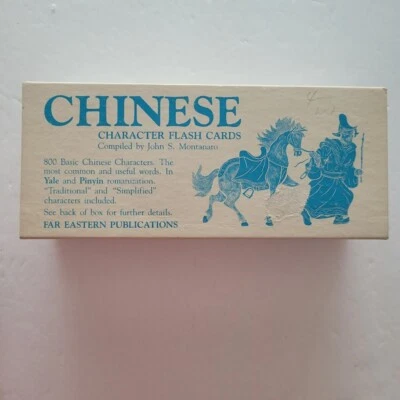 CHINESE
CHARACTER FLASH CARDS
Compiled by John S. Montanaro
800 Basic Chinese Characters. The
most common and useful words. In
Yale and Pinyin romanization.
"Traditional" and "Simplified"
characters included.
See back of box for further details.
FAR EASTERN PUBLICATIONS